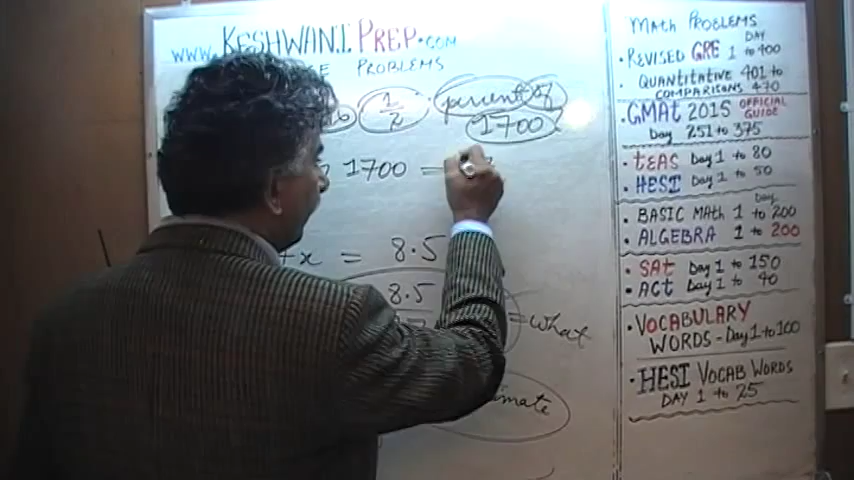 www.KESHWANI PREP.COM
PROBLEMS
1/2 percent of
1700
1700 =
x = 8.5
8.5
= what
MATH PROBLEMS
DAY
• REVISED GRE 1 to 400
• QUANTITATIVE 401 to
COMPARISONS 470
• GMAT 2015 OFFICIAL
GUIDE
DAY 251 to 375
• TEAS Day 1 to 80
• HESI Day 1 to 50
Day
• BASIC MATH 1 to 200
• ALGEBRA 1 to 200
• SAt Day 1 to 150
• ACt Day 1 to 40
• VOCABULARY
WORDS - Day 1 to 100
• HESI VOCAB WORDS
DAY 1 to 25